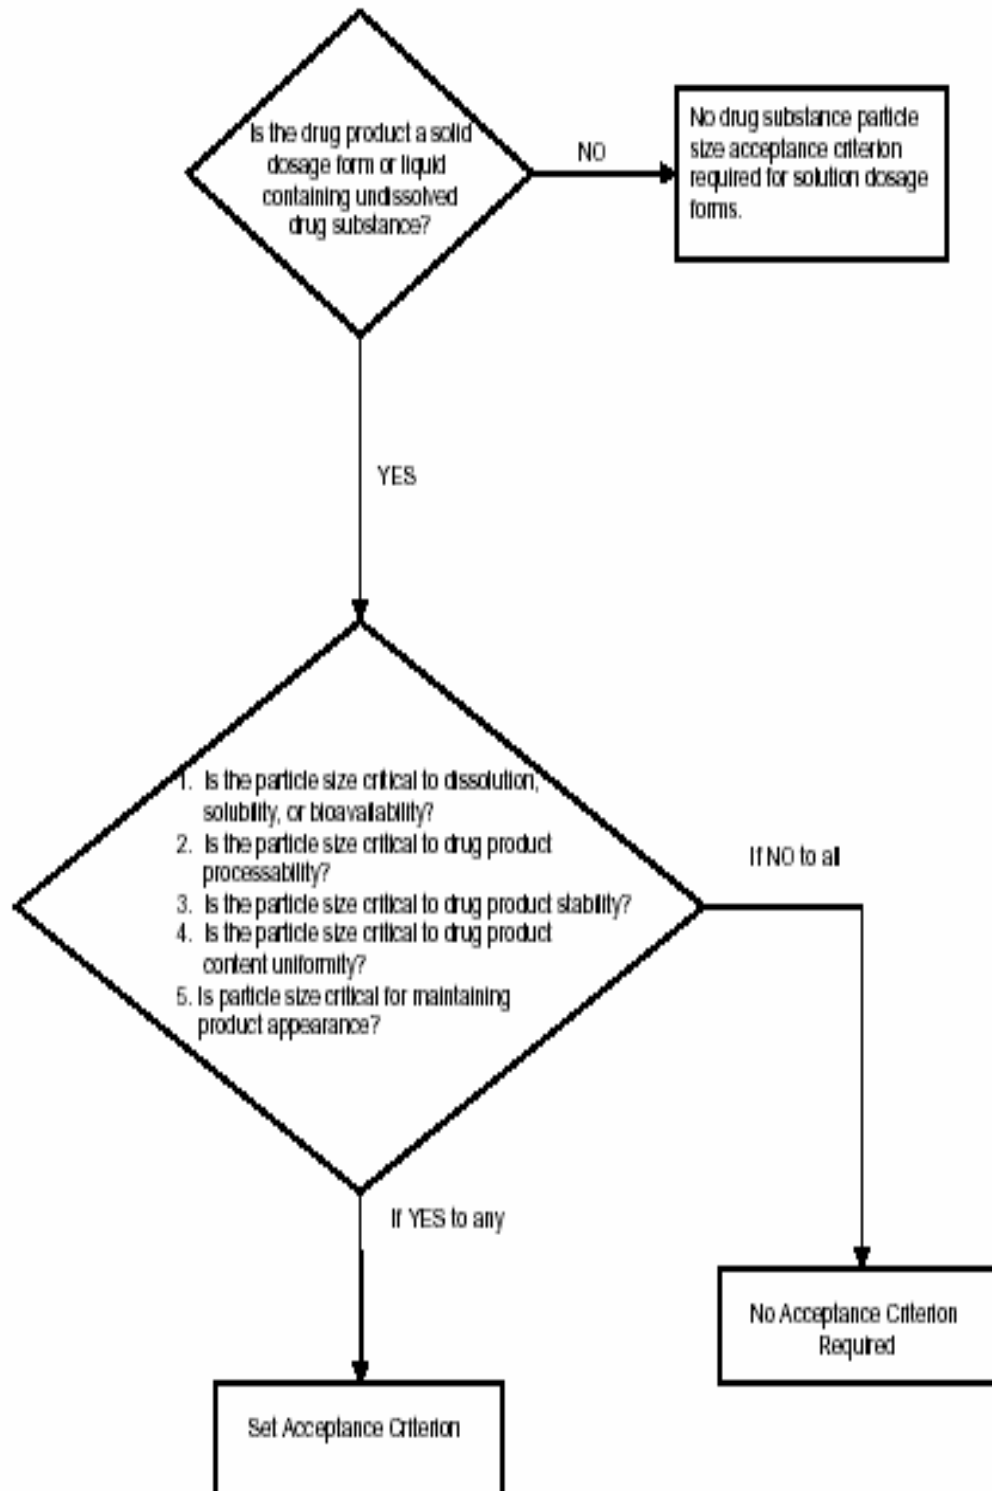 Is the drug product a solid
dosage form or liquid
containing undissolved
drug substance?
NO
No drug substance particle
size acceptance criterion
required for solution dosage
forms.
YES
1. Is the particle size critical to dissolution,
solubility, or bioavailability?
2. Is the particle size critical to drug product
processability?
3. Is the particle size critical to drug product stability?
4. Is the particle size critical to drug product
content uniformity?
5. Is particle size critical for maintaining
product appearance?
If NO to all
If YES to any
No Acceptance Criterion
Required
Set Acceptance Criterion